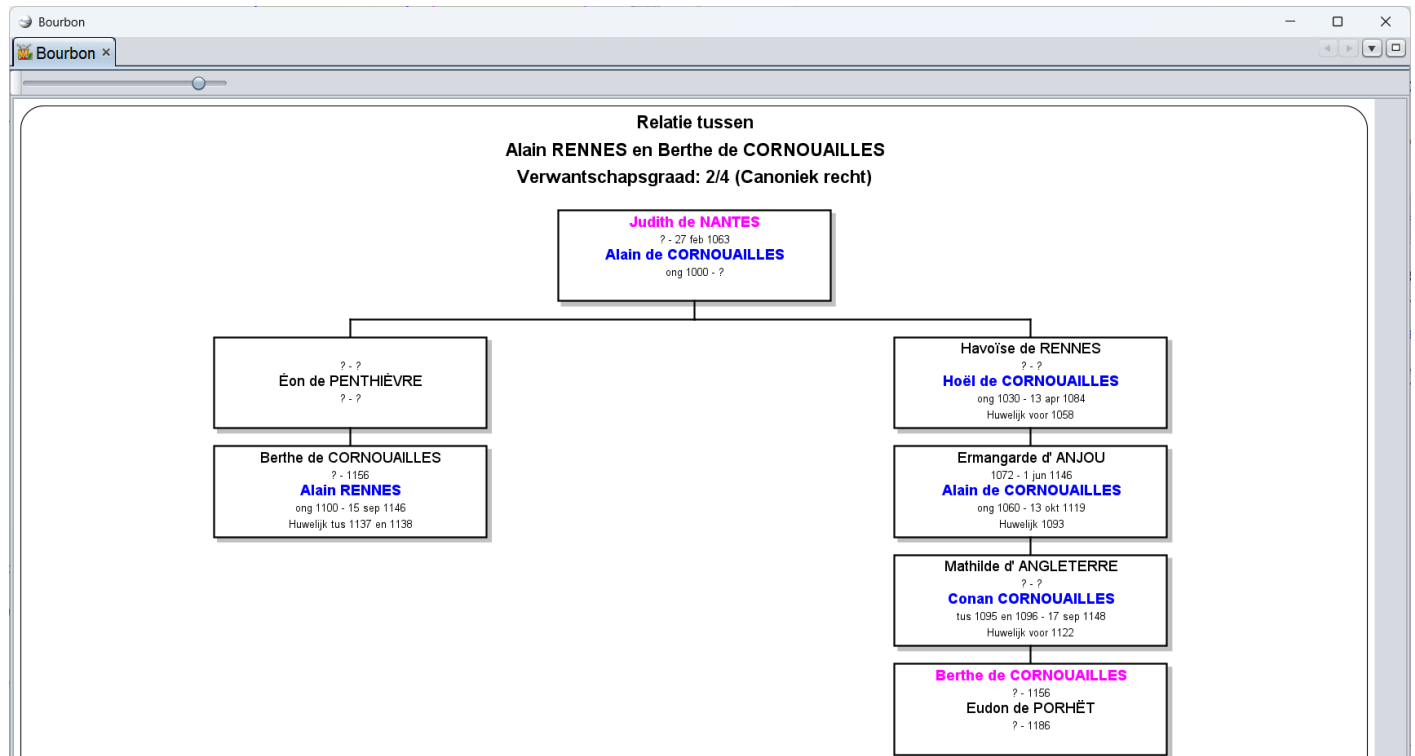 Bourbon
Bourbon
Relatie tussen
Alain RENNES en Berthe de CORNOUAILLES
Verwantschapsgraad: 2/4 (Canoniek recht)
Judith de NANTES
? - 27 feb 1063
Alain de CORNOUAILLES
ong 1000 - ?
? - ?
Éon de PENTHIÈVRE
? - ?
Havoïse de RENNES
? - ?
Hoël de CORNOUAILLES
ong 1030 - 13 apr 1084
Huwelijk voor 1058
Berthe de CORNOUAILLES
? - 1156
Alain RENNES
ong 1100 - 15 sep 1146
Huwelijk tus 1137 en 1138
Ermangarde d' ANJOU
1072 - 1 jun 1146
Alain de CORNOUAILLES
ong 1060 - 13 okt 1119
Huwelijk 1093
Mathilde d' ANGLETERRE
? - ?
Conan CORNOUAILLES
tus 1095 en 1096 - 17 sep 1148
Huwelijk voor 1122
Berthe de CORNOUAILLES
? - 1156
Eudon de PORHËT
? - 1186